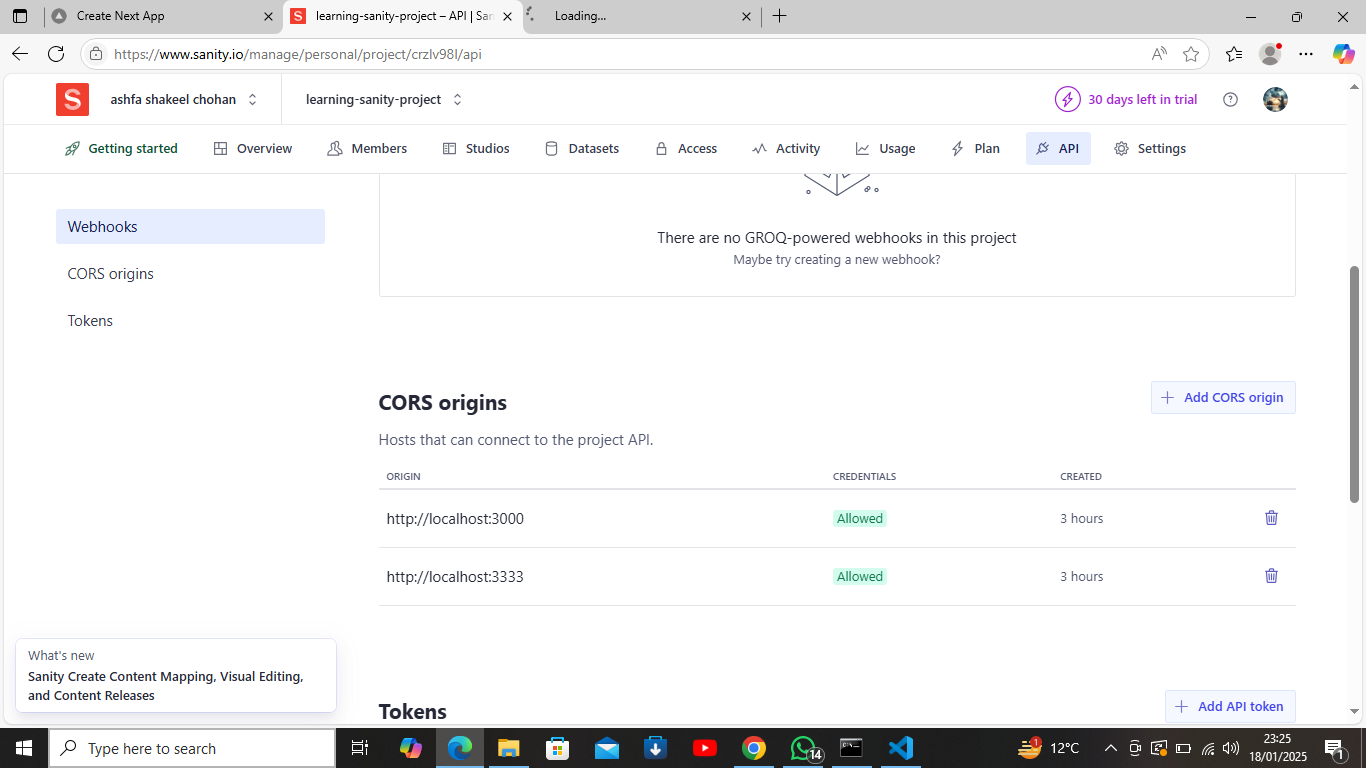 Create Next App
learning-sanity-project – API | San
Loading...
https://www.sanity.io/manage/personal/project/crzlv98l/api
S
ashfa shakeel chohan
learning-sanity-project
30 days left in trial
Getting started
Overview
Members
Studios
Datasets
Access
Activity
Usage
Plan
API
Settings
Webhooks
CORS origins
Tokens
There are no GROQ-powered webhooks in this project
Maybe try creating a new webhook?
CORS origins
Add CORS origin
Hosts that can connect to the project API.
ORIGIN CREDENTIALS CREATED
http://localhost:3000 Allowed 3 hours
http://localhost:3333 Allowed 3 hours
What's new
Sanity Create Content Mapping, Visual Editing,
and Content Releases
Tokens
Add API token
Type here to search
14
1
12°C
23:25
18/01/2025
1